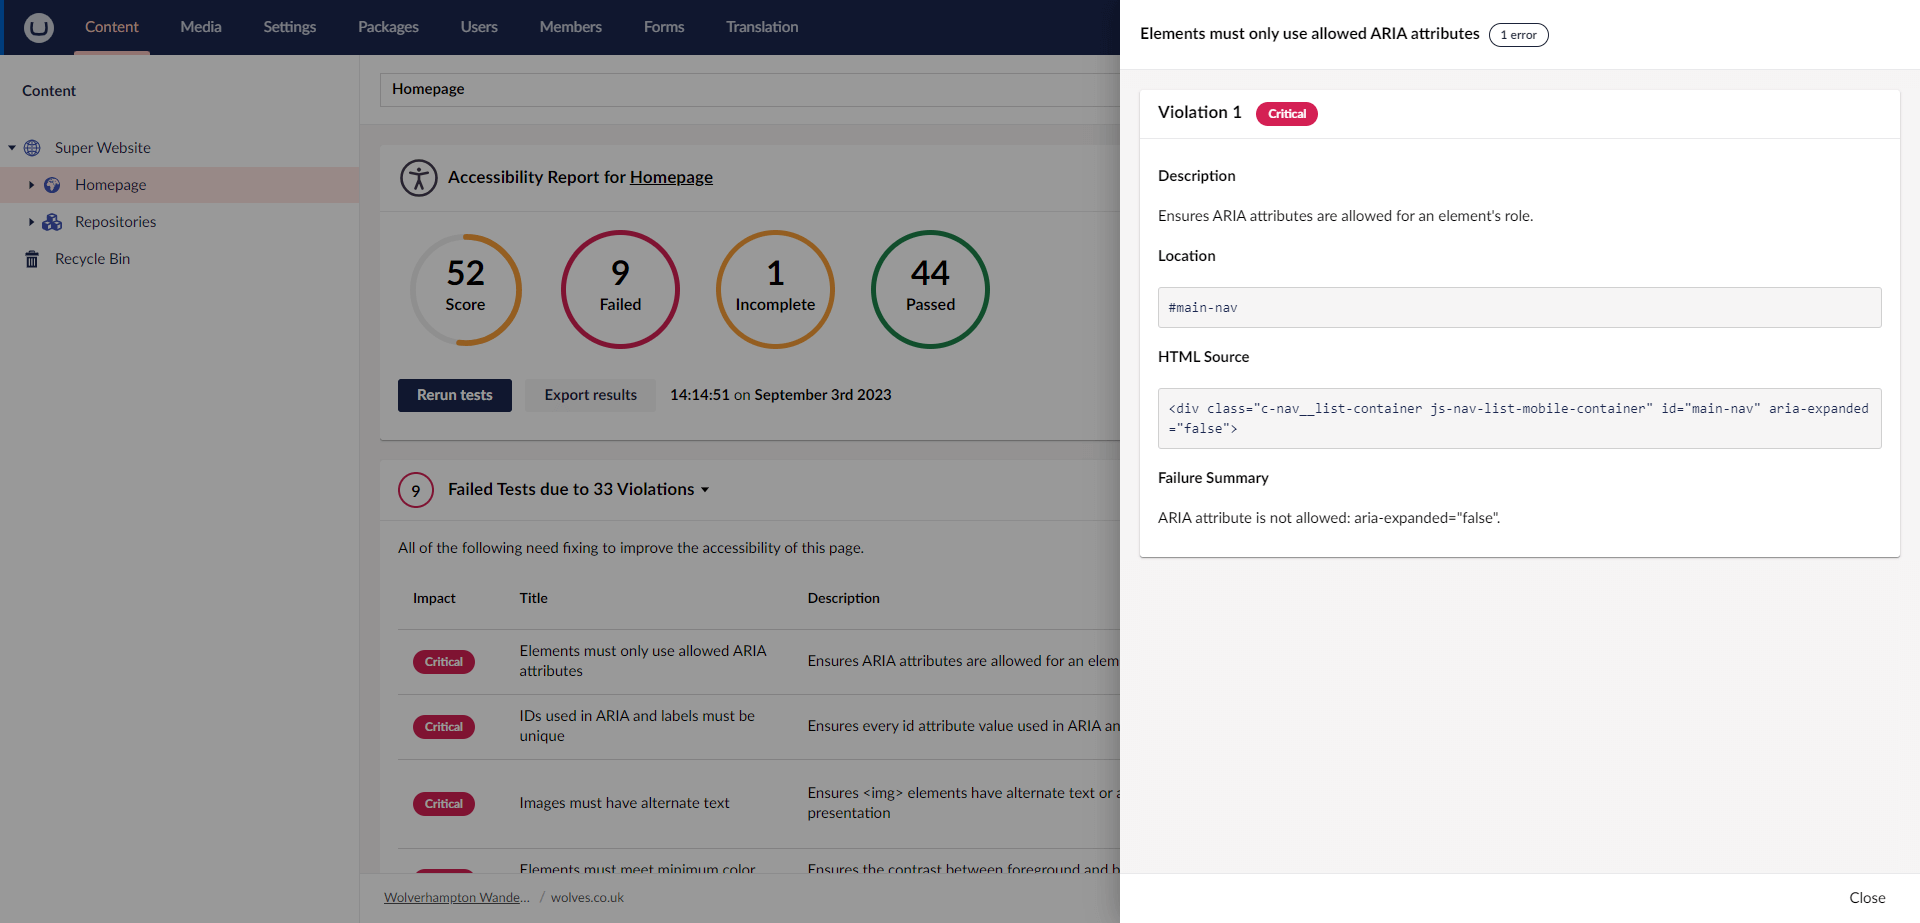 Content Media Settings Packages Users Members Forms Translation
Content
Super Website
Homepage
Repositories
Recycle Bin
Homepage
Accessibility Report for Homepage
52
Score
9
Failed
1
Incomplete
44
Passed
Rerun tests
Export results
14:14:51 on September 3rd 2023
9
Failed Tests due to 33 Violations
All of the following need fixing to improve the accessibility of this page.
Impact Title Description
Critical
Elements must only use allowed ARIA
attributes
Ensures ARIA attributes are allowed for an elem
Critical
IDs used in ARIA and labels must be
unique
Ensures every id attribute value used in ARIA an
Critical
Images must have alternate text
Ensures <img> elements have alternate text or
presentation
Elements must meet minimum color
Ensures the contrast between foreground and b
Wolverhampton Wande... / wolves.co.uk
Elements must only use allowed ARIA attributes 1 error
Violation 1 Critical
Description
Ensures ARIA attributes are allowed for an element's role.
Location
#main-nav
HTML Source
<div class="c-nav__list-container js-nav-list-mobile-container" id="main-nav" aria-expanded
="false">
Failure Summary
ARIA attribute is not allowed: aria-expanded="false".
Close